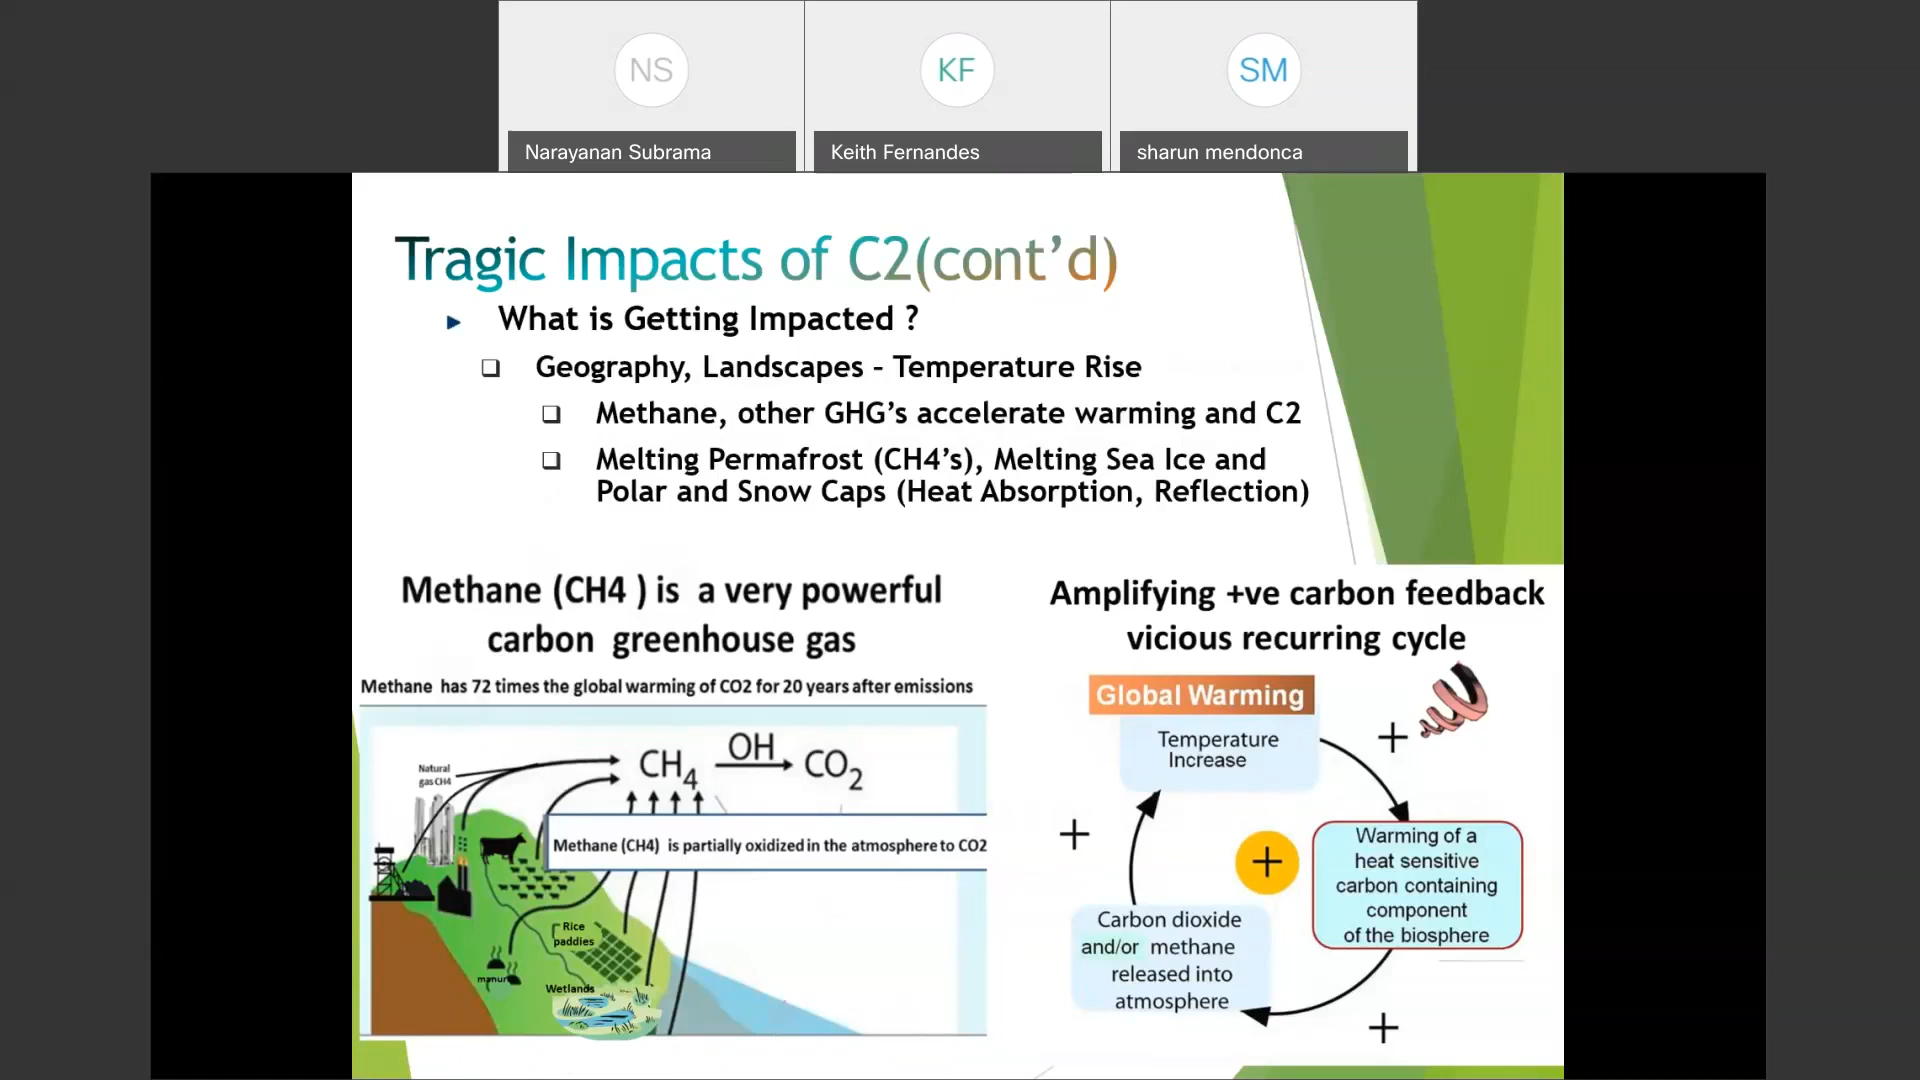 NS
KF
SM
Narayanan Subrama
Keith Fernandes
sharun mendonca
Tragic Impacts of C2(cont’d)
What is Getting Impacted ?
Geography, Landscapes – Temperature Rise
Methane, other GHG’s accelerate warming and C2
Melting Permafrost (CH4’s), Melting Sea Ice and
Polar and Snow Caps (Heat Absorption, Reflection)
Methane (CH4 ) is a very powerful
carbon greenhouse gas
Methane has 72 times the global warming of CO2 for 20 years after emissions
Natural
gas CH4
CH4 OH CO2
Methane (CH4) is partially oxidized in the atmosphere to CO2
Rice
paddies
manur
Wetlands
Amplifying +ve carbon feedback
vicious recurring cycle
Global Warming
Temperature
Increase
+
Warming of a
heat sensitive
carbon containing
component
of the biosphere
+
+
Carbon dioxide
and/or methane
released into
atmosphere
+